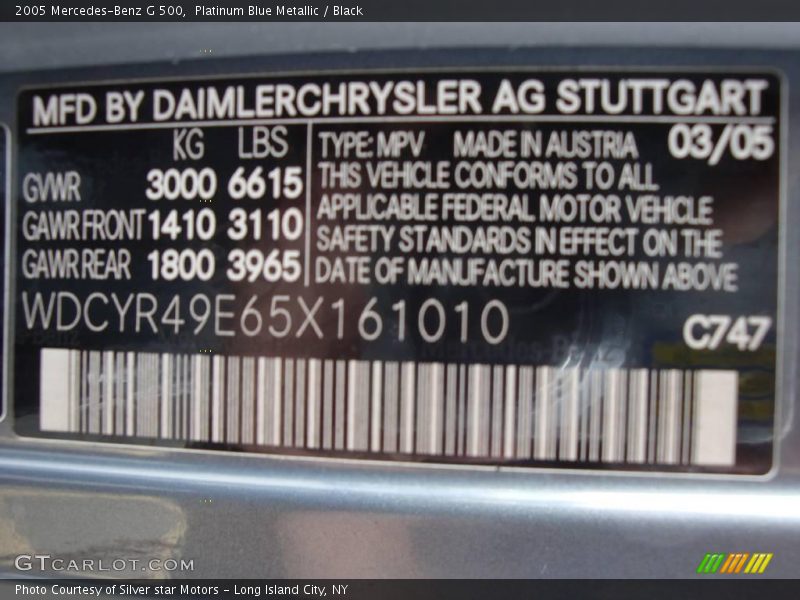 2005 Mercedes-Benz G 500, Platinum Blue Metallic / Black
MFD BY DAIMLERCHRYSLER AG STUTTGART
KG LBS
GVWR 3000 6615
GAWR FRONT 1410 3110
GAWR REAR 1800 3965
TYPE: MPV MADE IN AUSTRIA 03/05
THIS VEHICLE CONFORMS TO ALL
APPLICABLE FEDERAL MOTOR VEHICLE
SAFETY STANDARDS IN EFFECT ON THE
DATE OF MANUFACTURE SHOWN ABOVE
WDCYR49E65X161010
C747
GTCARLOT.COM
Photo Courtesy of Silver star Motors - Long Island City, NY